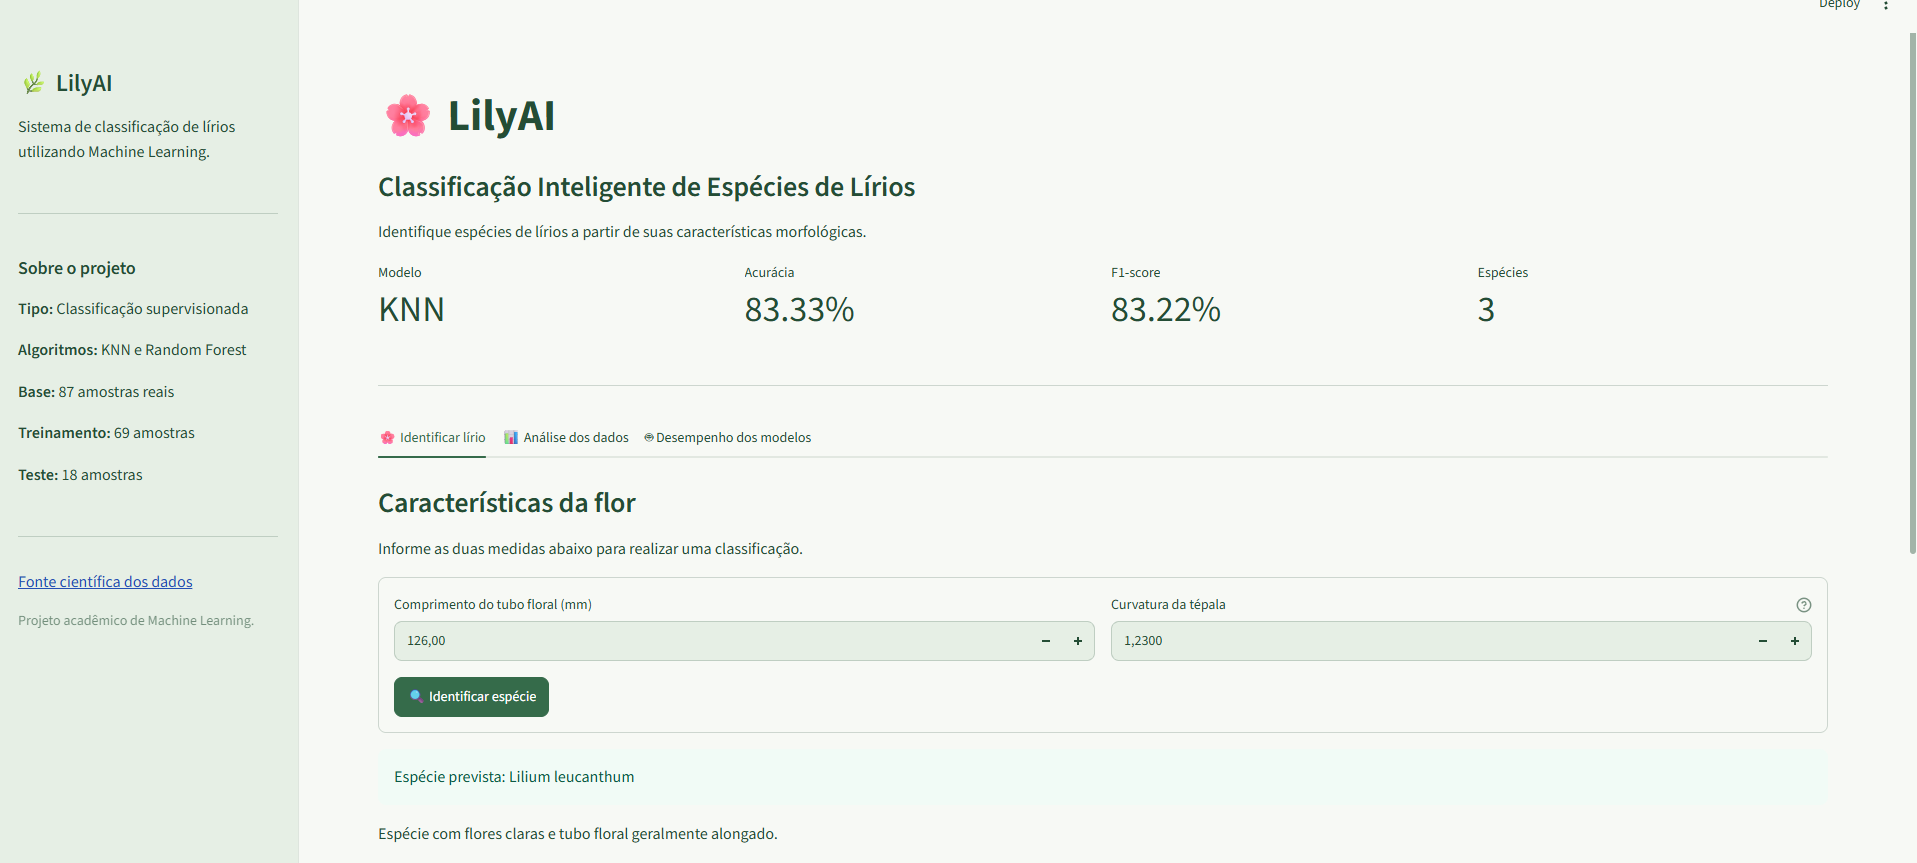 Deploy
LilyAI
Sistema de classificação de lírios
utilizando Machine Learning.
Sobre o projeto
Tipo: Classificação supervisionada
Algoritmos: KNN e Random Forest
Base: 87 amostras reais
Treinamento: 69 amostras
Teste: 18 amostras
Fonte científica dos dados
Projeto acadêmico de Machine Learning.
LilyAI
Classificação Inteligente de Espécies de Lírios
Identifique espécies de lírios a partir de suas características morfológicas.
Modelo Acurácia F1-score Espécies
KNN 83.33% 83.22% 3
Identificar lírio Análise dos dados Desempenho dos modelos
Características da flor
Informe as duas medidas abaixo para realizar uma classificação.
Comprimento do tubo floral (mm) Curvatura da tépala
126,00 1,2300
Identificar espécie
Espécie prevista: Lilium leucanthum
Espécie com flores claras e tubo floral geralmente alongado.